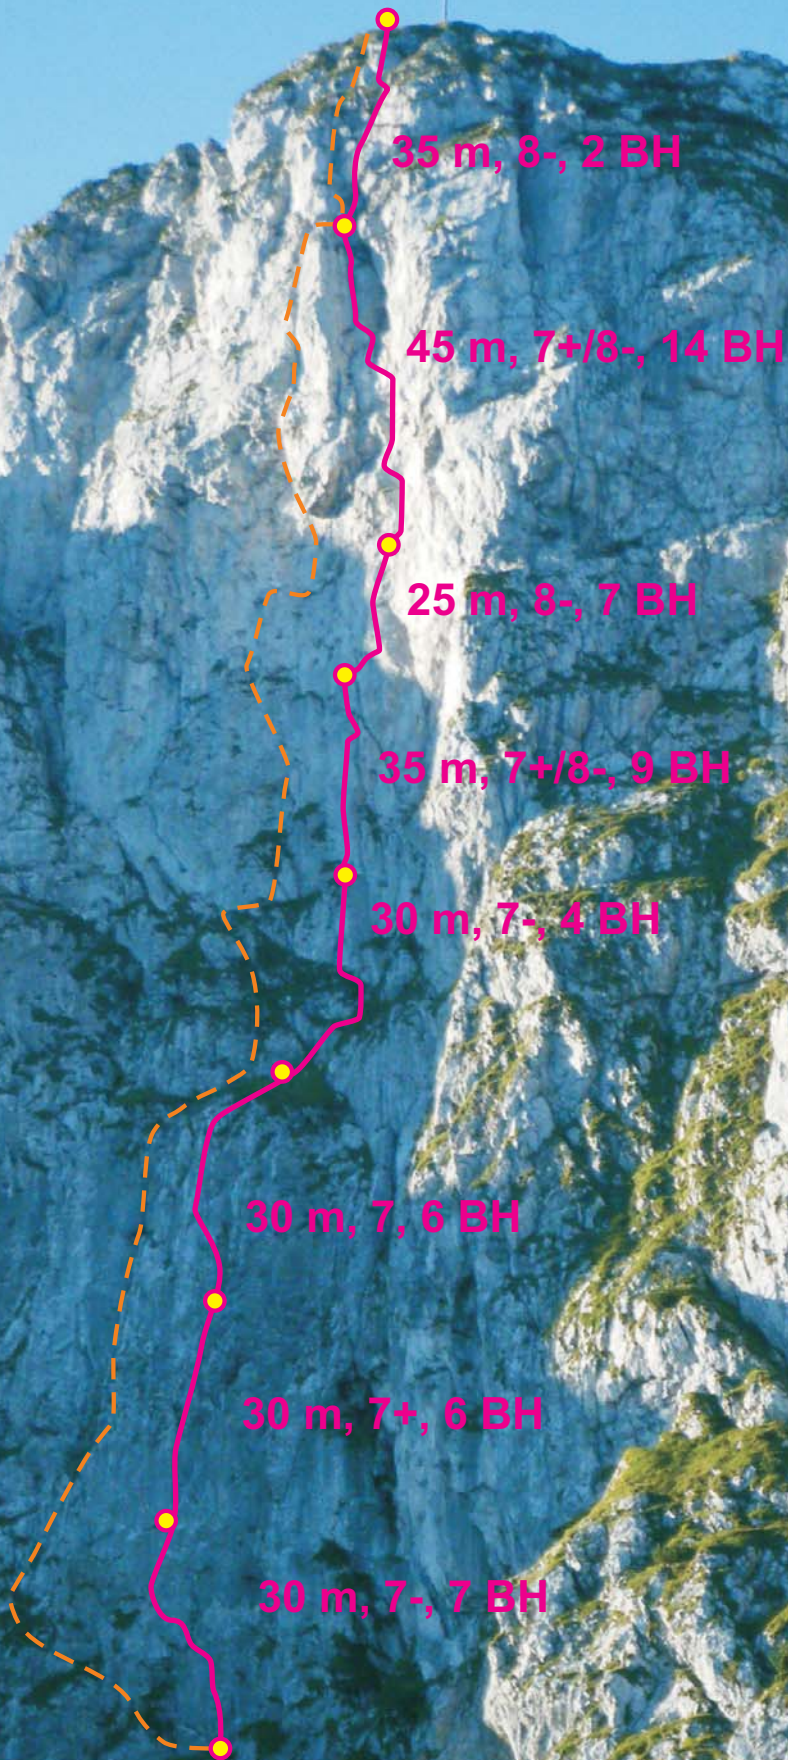 35 m, 8-, 2 BH
45 m, 7+/8-, 14 BH
25 m, 8-, 7 BH
35 m, 7+/8-, 9 BH
30 m, 7-, 4 BH
30 m, 7, 6 BH
30 m, 7+, 6 BH
30 m, 7-, 7 BH